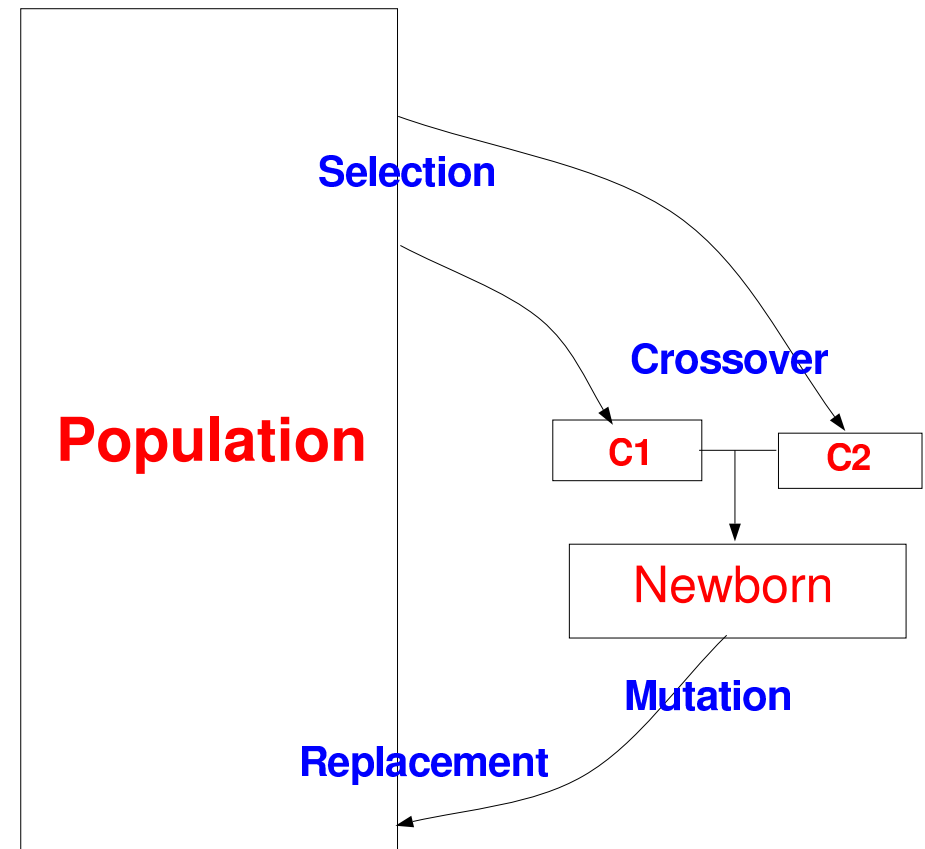 Selection
Crossover
Population
C1
C2
Newborn
Mutation
Replacement